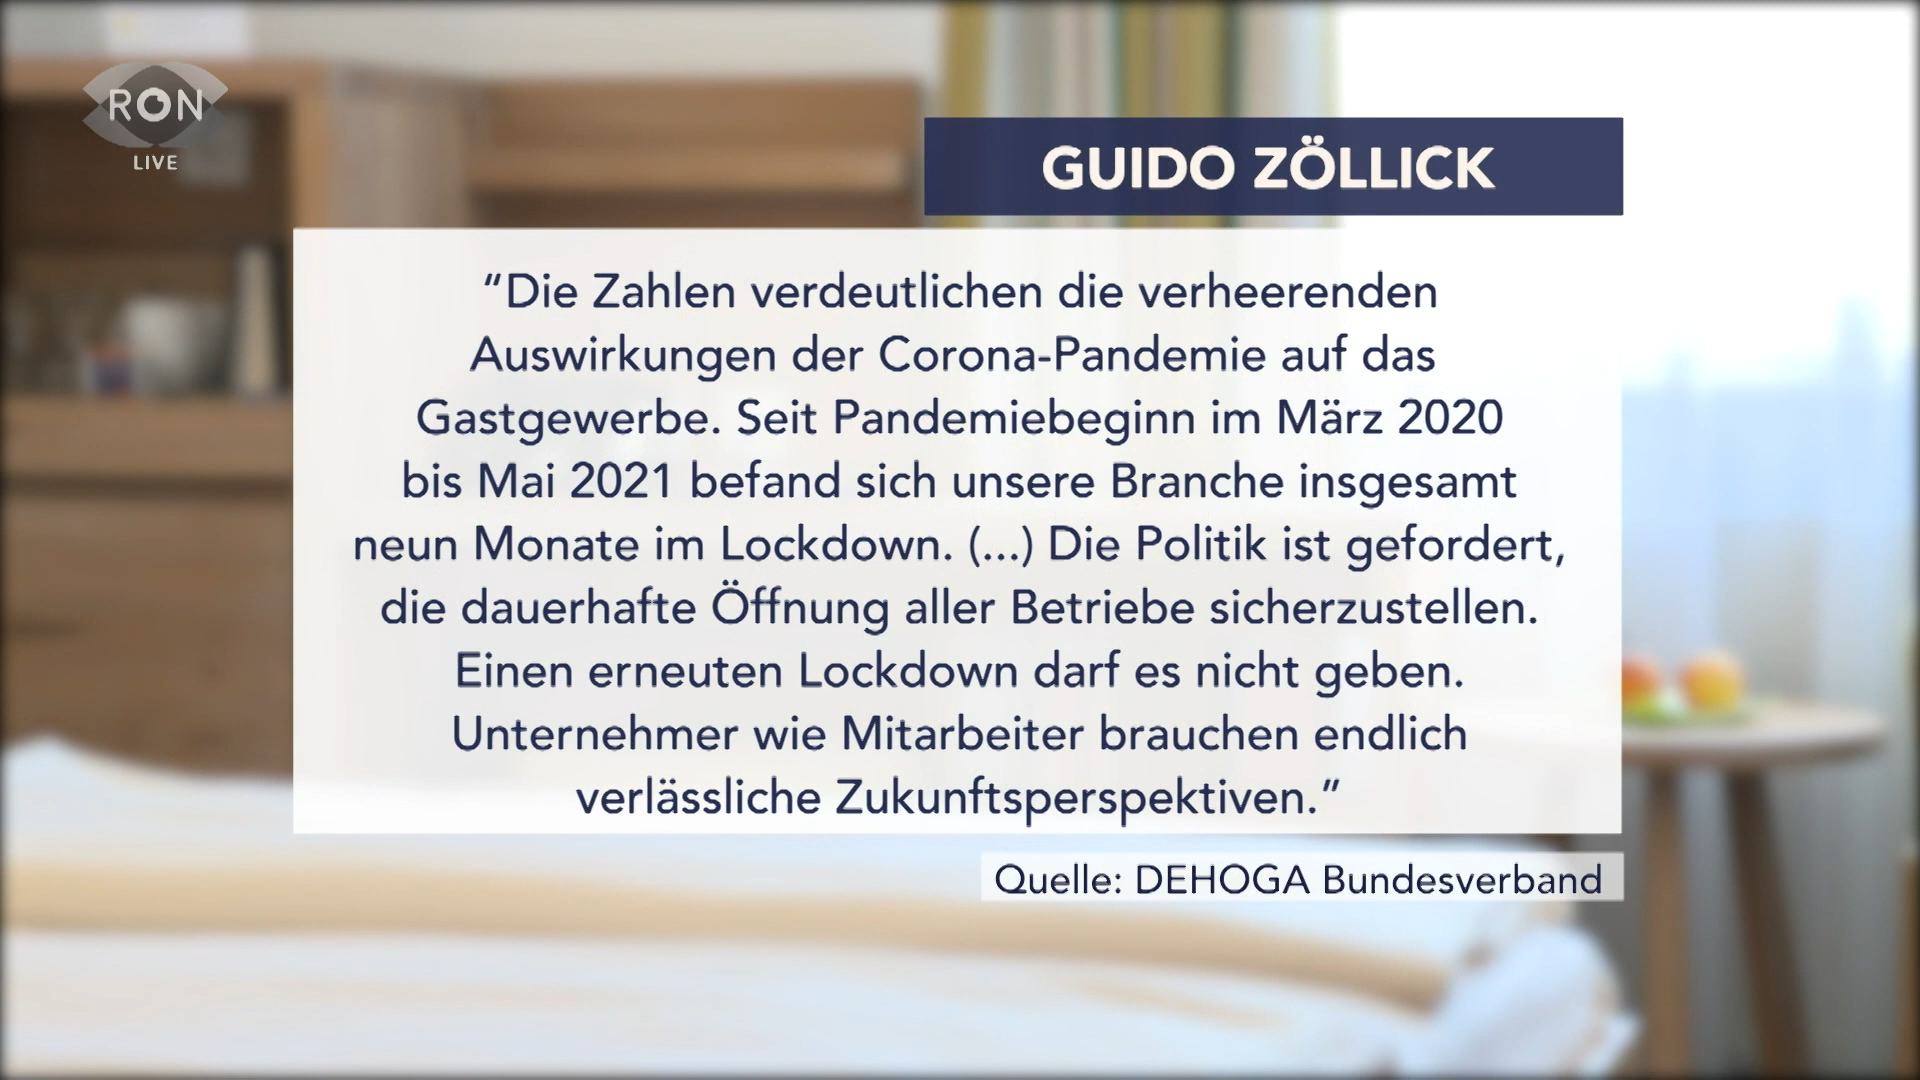 RON
LIVE
GUIDO ZÖLLICK
“Die Zahlen verdeutlichen die verheerenden
Auswirkungen der Corona-Pandemie auf das
Gastgewerbe. Seit Pandemiebeginn im März 2020
bis Mai 2021 befand sich unsere Branche insgesamt
neun Monate im Lockdown. (...) Die Politik ist gefordert,
die dauerhafte Öffnung aller Betriebe sicherzustellen.
Einen erneuten Lockdown darf es nicht geben.
Unternehmer wie Mitarbeiter brauchen endlich
verlässliche Zukunftsperspektiven.”
Quelle: DEHOGA Bundesverband